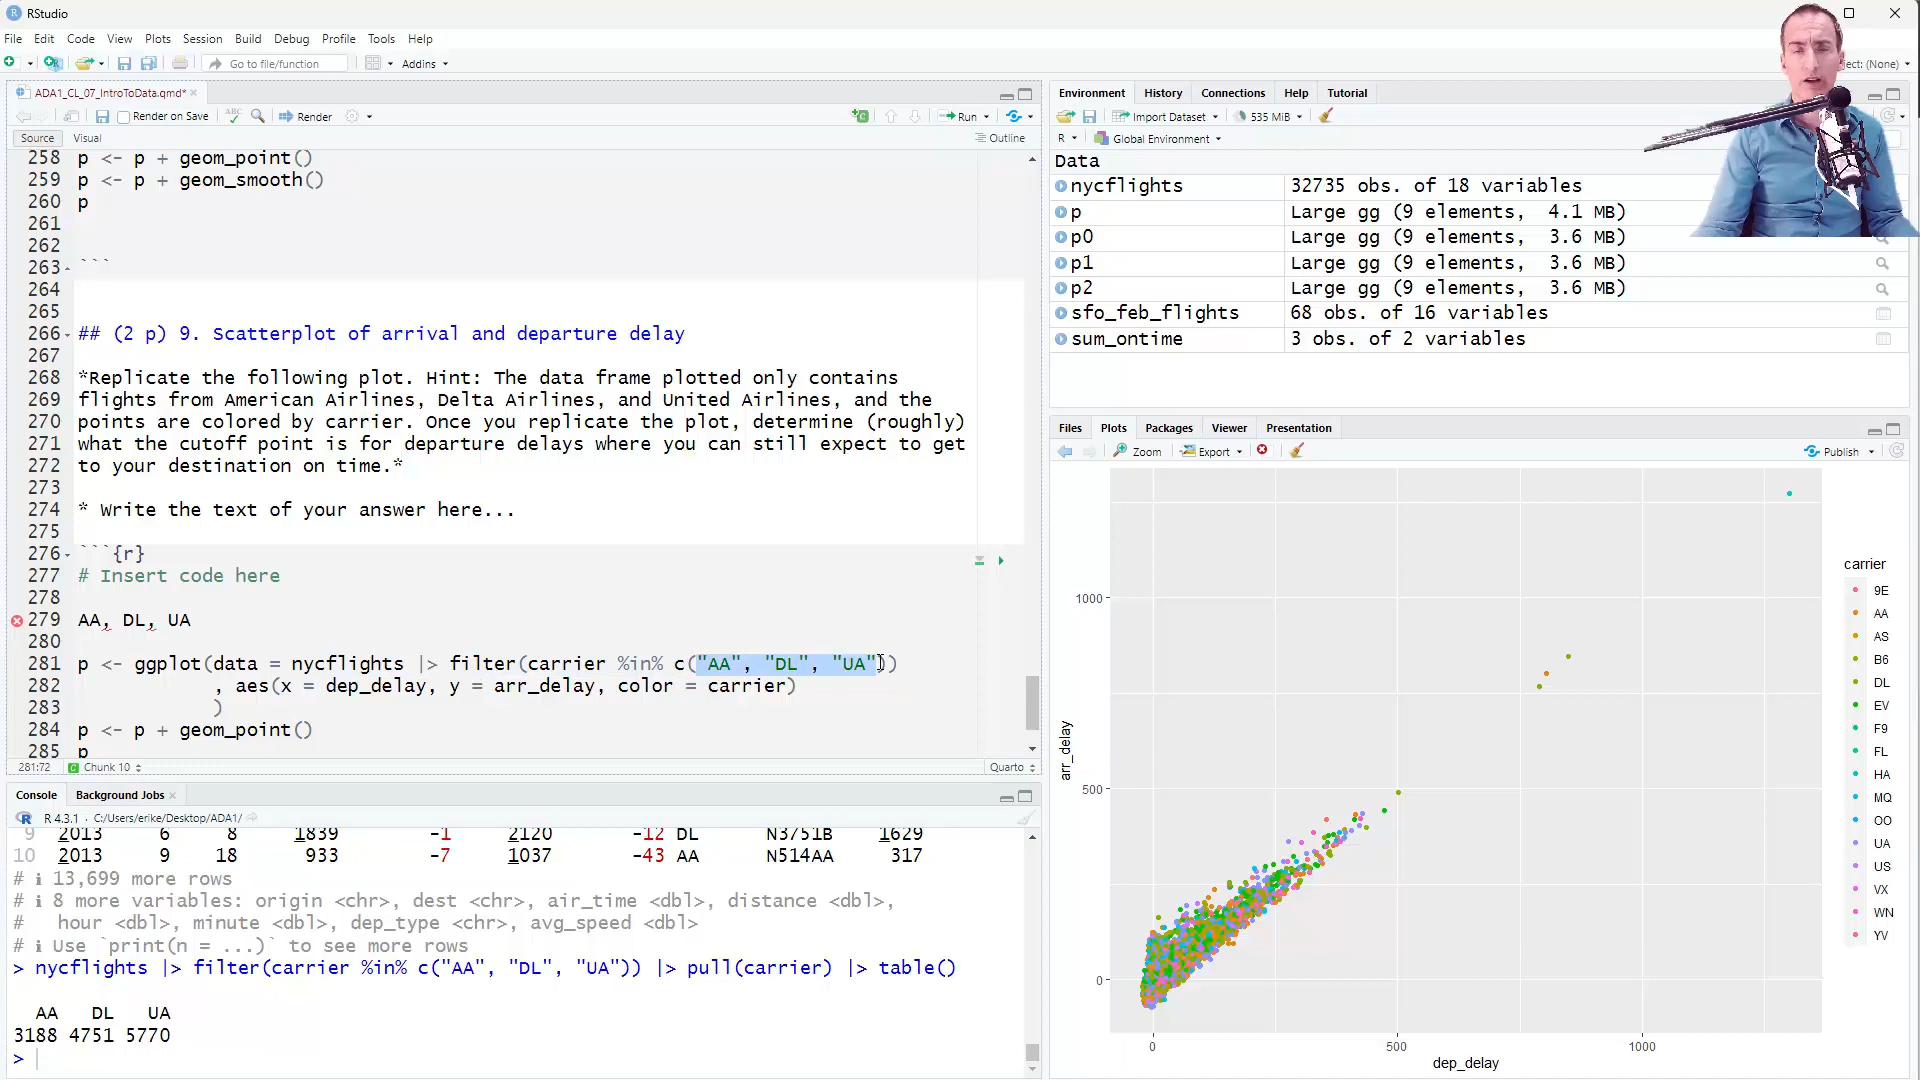 RStudio
File Edit Code View Plots Session Build Debug Profile Tools Help
Go to file/function Addins ject: (None)
ADA1_CL_07_IntroToData.qmd*
Render on Save ABC Render Run
Source Visual Outline
258 p <- p + geom_point()
259 p <- p + geom_smooth()
260 p
261
262
263 ```
264
265
266 ## (2 p) 9. Scatterplot of arrival and departure delay
267
268 *Replicate the following plot. Hint: The data frame plotted only contains
269 flights from American Airlines, Delta Airlines, and United Airlines, and the
270 points are colored by carrier. Once you replicate the plot, determine (roughly)
271 what the cutoff point is for departure delays where you can still expect to get
272 to your destination on time.*
273
274 * Write the text of your answer here...
275
276 ```{r}
277 # Insert code here
278
279 AA, DL, UA
280
281 p <- ggplot(data = nycflights |> filter(carrier %in% c("AA", "DL", "UA"))
282 , aes(x = dep_delay, y = arr_delay, color = carrier)
283 )
284 p <- p + geom_point()
285 p
281:72 C Chunk 10 Quarto
Console Background Jobs
R 4.3.1 · C:/Users/erike/Desktop/ADA1/
9 2013 6 8 1839 -1 2120 -12 DL N3751B 1629
10 2013 9 18 933 -7 1037 -43 AA N514AA 317
# ℹ 13,699 more rows
# ℹ 8 more variables: origin <chr>, dest <chr>, air_time <dbl>, distance <dbl>,
# hour <dbl>, minute <dbl>, dep_type <chr>, avg_speed <dbl>
# ℹ Use `print(n = ...)` to see more rows
> nycflights |> filter(carrier %in% c("AA", "DL", "UA")) |> pull(carrier) |> table()
AA DL UA
3188 4751 5770
>
Environment History Connections Help Tutorial
Import Dataset 535 MiB
R Global Environment
Data
nycflights 32735 obs. of 18 variables
p Large gg (9 elements, 4.1 MB)
p0 Large gg (9 elements, 3.6 MB)
p1 Large gg (9 elements, 3.6 MB)
p2 Large gg (9 elements, 3.6 MB)
sfo_feb_flights 68 obs. of 16 variables
sum_ontime 3 obs. of 2 variables
Files Plots Packages Viewer Presentation
Zoom Export Publish
arr_delay
1000
500
0
0 500 1000
dep_delay
carrier
9E
AA
AS
B6
DL
EV
F9
FL
HA
MQ
OO
UA
US
VX
WN
YV